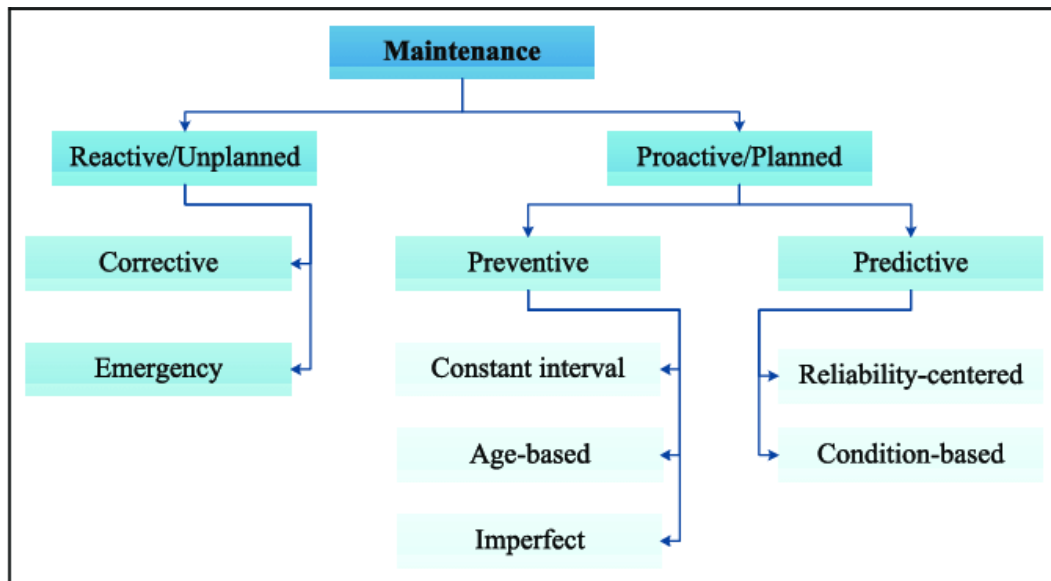 Maintenance
Reactive/Unplanned
Proactive/Planned
Corrective
Preventive
Predictive
Emergency
Constant interval
Reliability-centered
Age-based
Condition-based
Imperfect